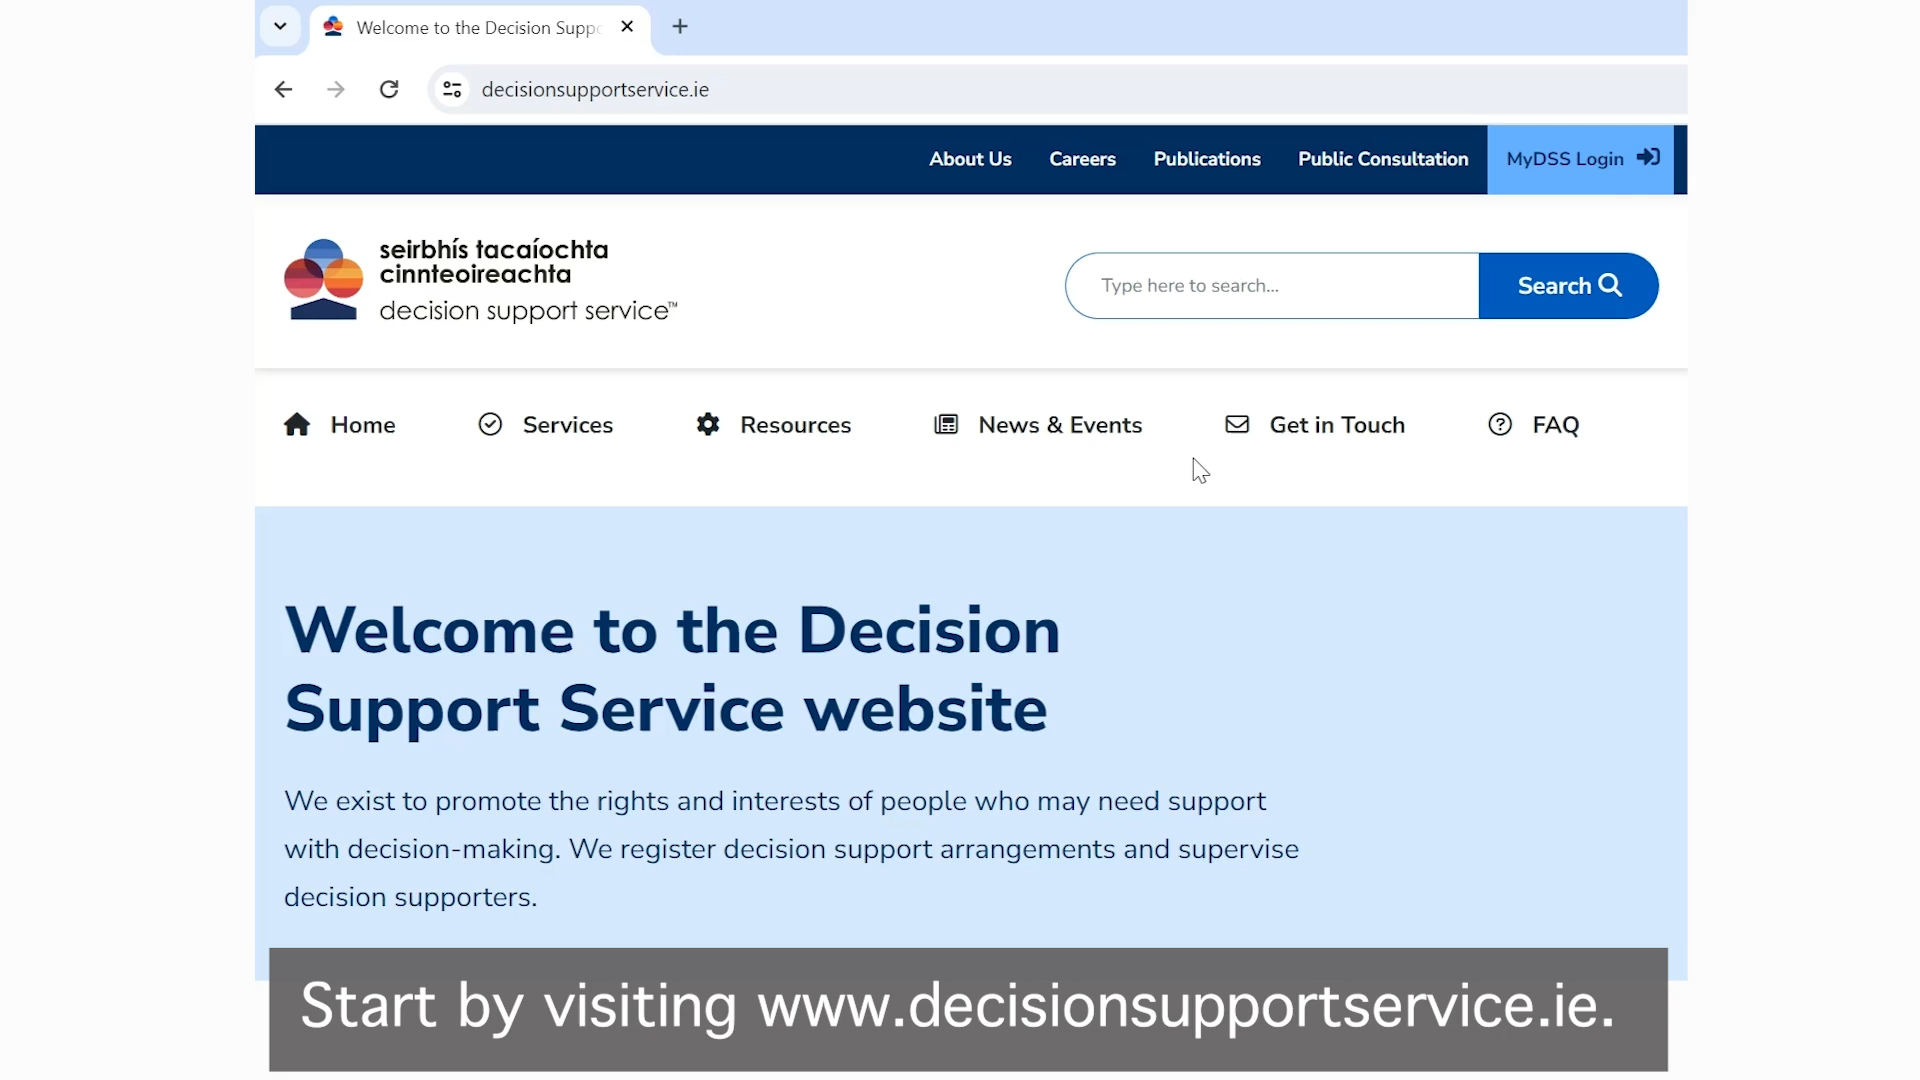 Welcome to the Decision Suppo
decisionsupportservice.ie
About Us Careers Publications Public Consultation MyDSS Login
seirbhís tacaíochta
cinnteoireachta
decision support service™
Type here to search...
Search
Home Services Resources News & Events Get in Touch FAQ
Welcome to the Decision
Support Service website
We exist to promote the rights and interests of people who may need support
with decision-making. We register decision support arrangements and supervise
decision supporters.
Start by visiting www.decisionsupportservice.ie.